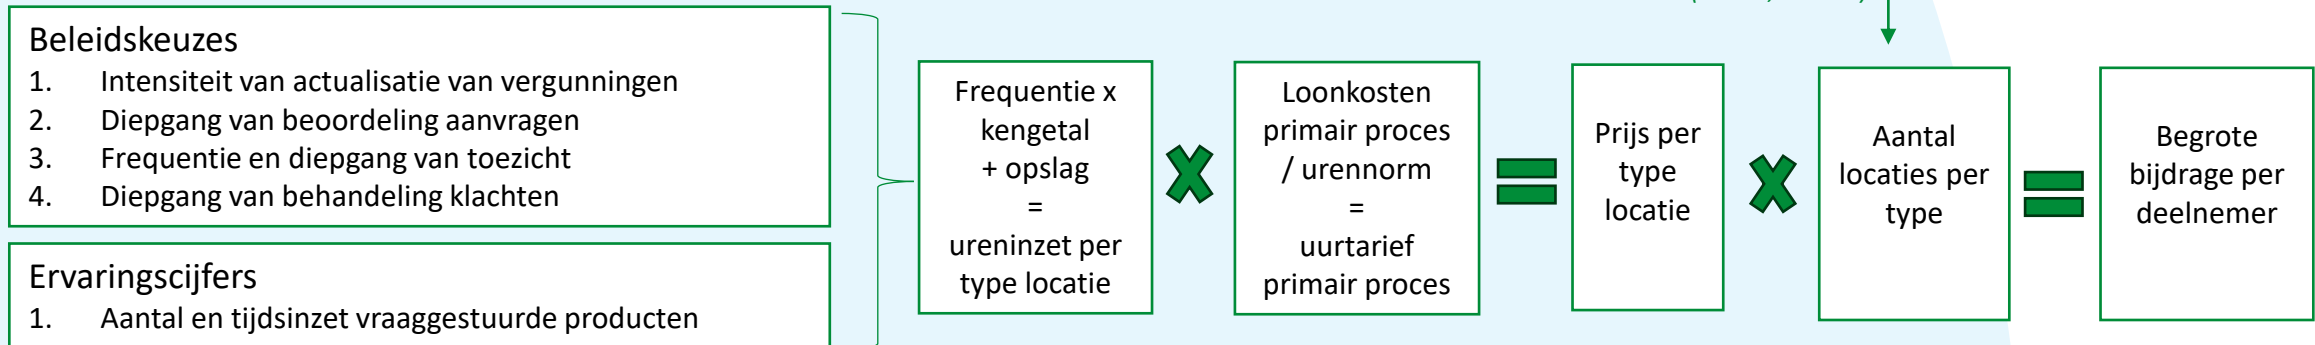 Beleidskeuzes
1. Intensiteit van actualisatie van vergunningen
2. Diepgang van beoordeling aanvragen
3. Frequentie en diepgang van toezicht
4. Diepgang van behandeling klachten
Ervaringscijfers
1. Aantal en tijdsinzet vraaggestuurde producten
Frequentie x
kengetal
+ opslag
=
ureninzet per
type locatie
Loonkosten
primair proces
/ urennorm
=
uurtarief
primair proces
Prijs per
type
locatie
Aantal
locaties per
type
Begrote
bijdrage per
deelnemer